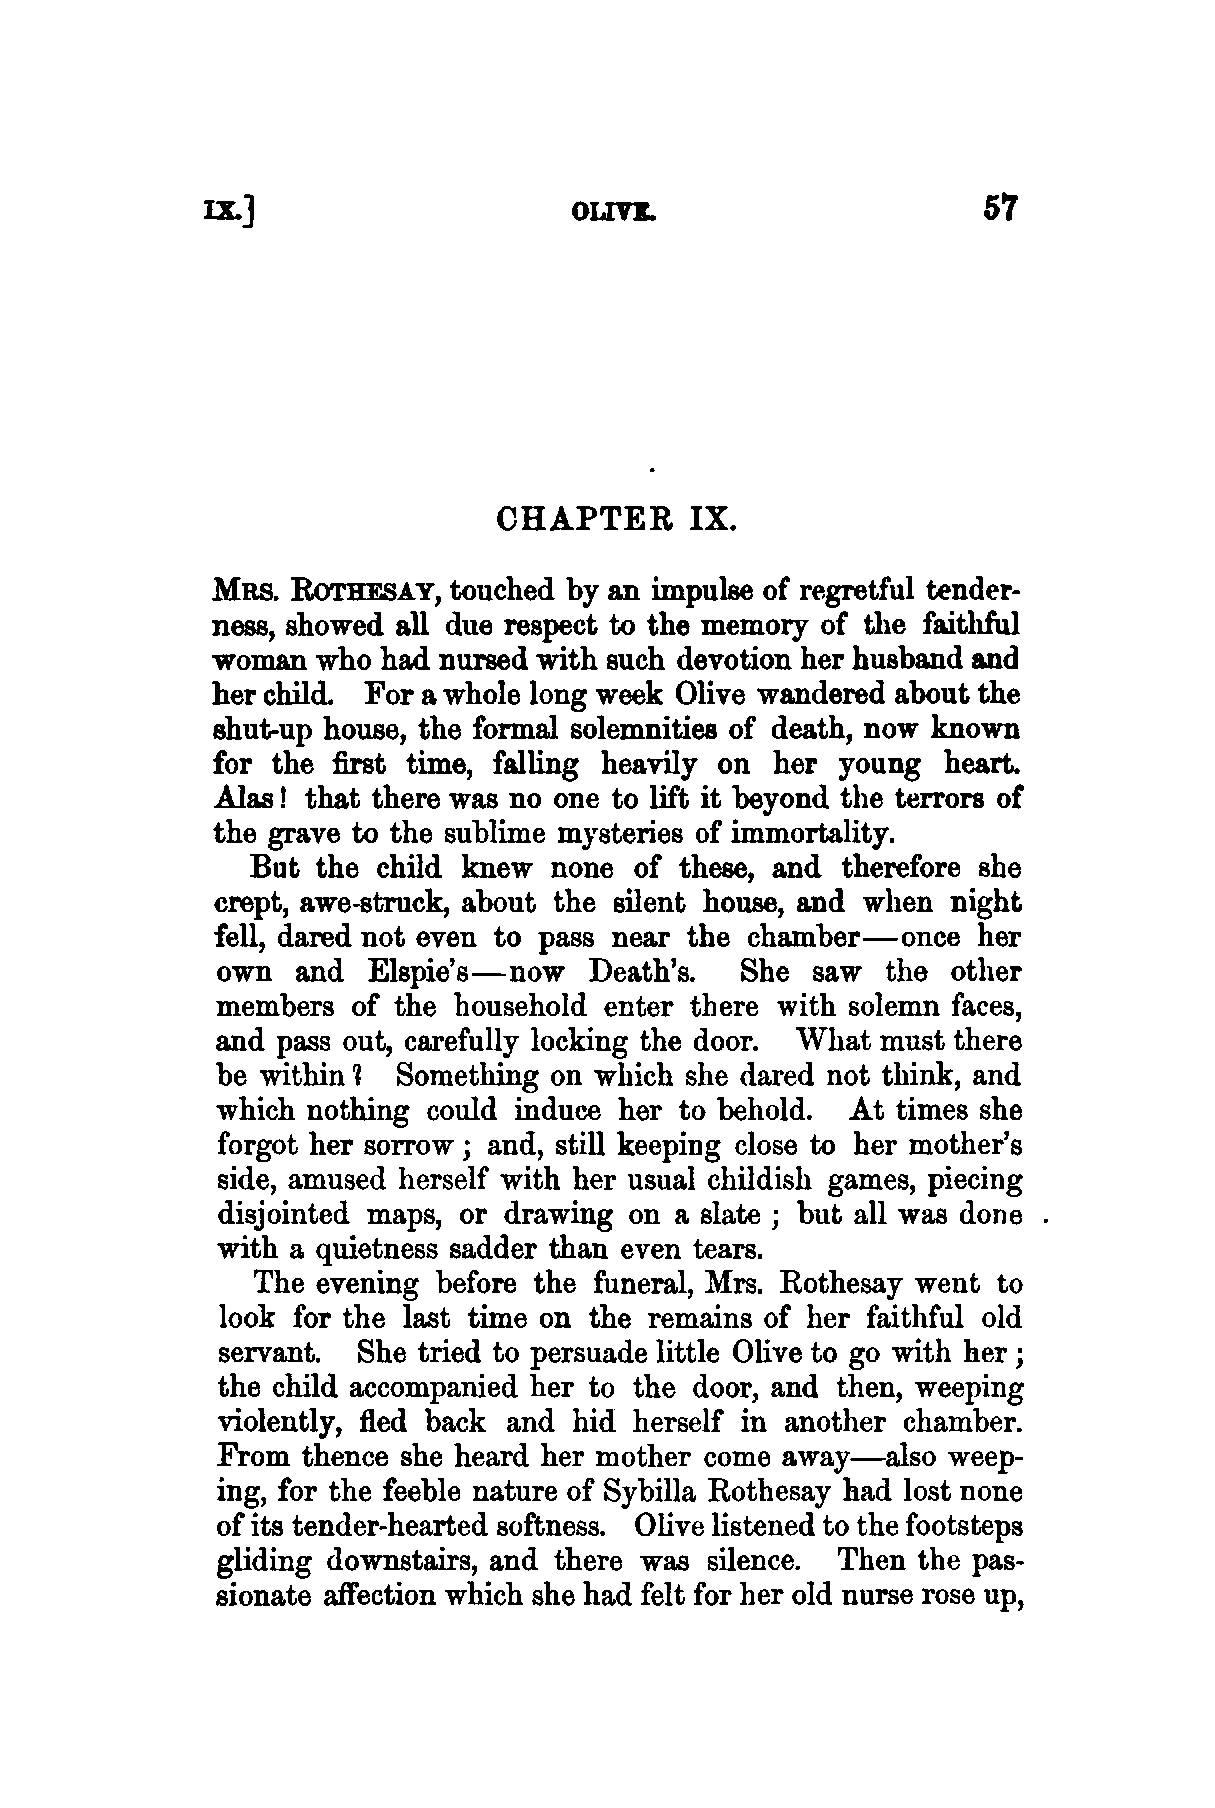 IX.] OLIVE. 57
CHAPTER IX.
MRS. ROTHESAY, touched by an impulse of regretful tender-
ness, showed all due respect to the memory of the faithful
woman who had nursed with such devotion her husband and
her child. For a whole long week Olive wandered about the
shut-up house, the formal solemnities of death, now known
for the first time, falling heavily on her young heart.
Alas! that there was no one to lift it beyond the terrors of
the grave to the sublime mysteries of immortality.
But the child knew none of these, and therefore she
crept, awe-struck, about the silent house, and when night
fell, dared not even to pass near the chamber—once her
own and Elspie's—now Death's. She saw the other
members of the household enter there with solemn faces,
and pass out, carefully locking the door. What must there
be within? Something on which she dared not think, and
which nothing could induce her to behold. At times she
forgot her sorrow; and, still keeping close to her mother's
side, amused herself with her usual childish games, piecing
disjointed maps, or drawing on a slate; but all was done
with a quietness sadder than even tears.
The evening before the funeral, Mrs. Rothesay went to
look for the last time on the remains of her faithful old
servant. She tried to persuade little Olive to go with her;
the child accompanied her to the door, and then, weeping
violently, fled back and hid herself in another chamber.
From thence she heard her mother come away—also weep-
ing, for the feeble nature of Sybilla Rothesay had lost none
of its tender-hearted softness. Olive listened to the footsteps
gliding downstairs, and there was silence. Then the pas-
sionate affection which she had felt for her old nurse rose up,